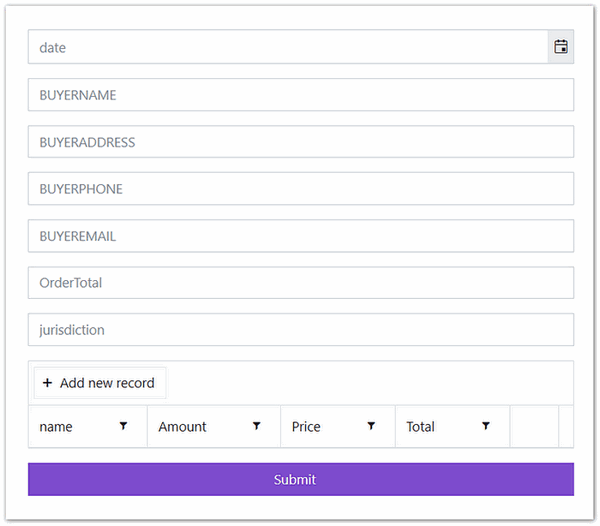 date
BUYERNAME
BUYERADDRESS
BUYERPHONE
BUYEREMAIL
OrderTotal
jurisdiction
+ Add new record
name Amount Price Total
Submit